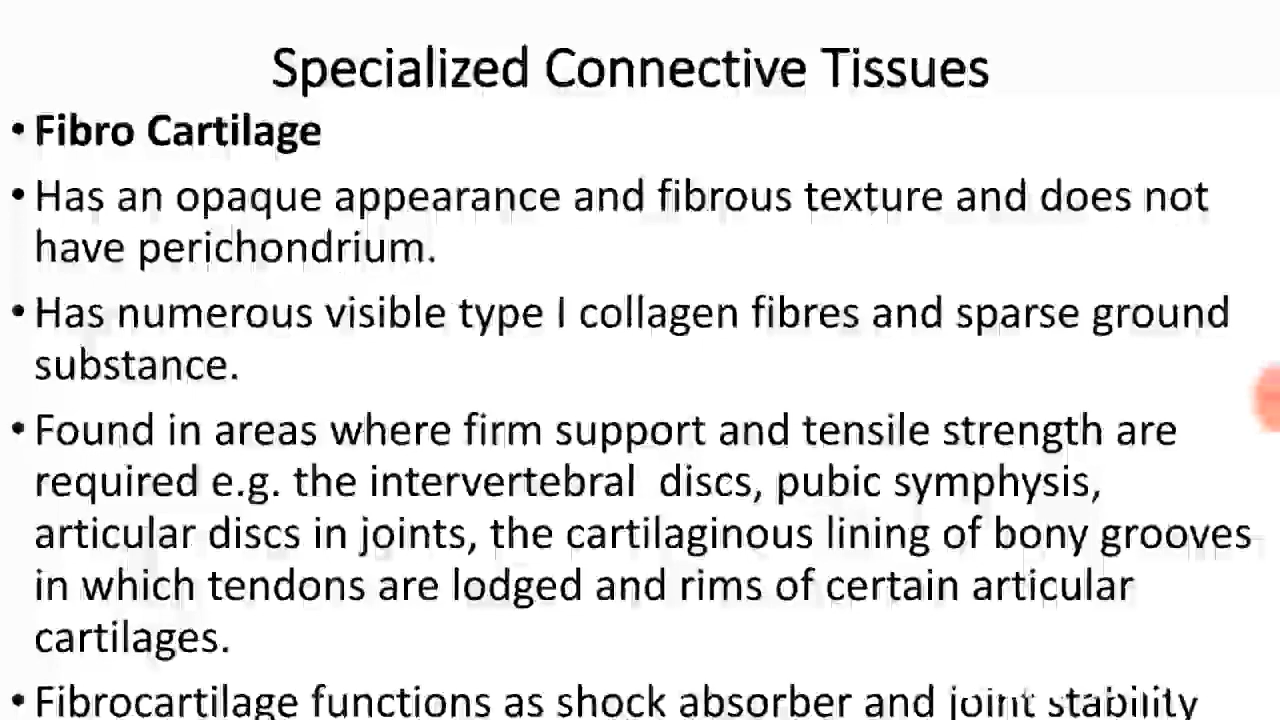 Specialized Connective Tissues
• Fibro Cartilage
• Has an opaque appearance and fibrous texture and does not
have perichondrium.
• Has numerous visible type I collagen fibres and sparse ground
substance.
• Found in areas where firm support and tensile strength are
required e.g. the intervertebral discs, pubic symphysis,
articular discs in joints, the cartilaginous lining of bony grooves
in which tendons are lodged and rims of certain articular
cartilages.
• Fibrocartilage functions as shock absorber and joint stability